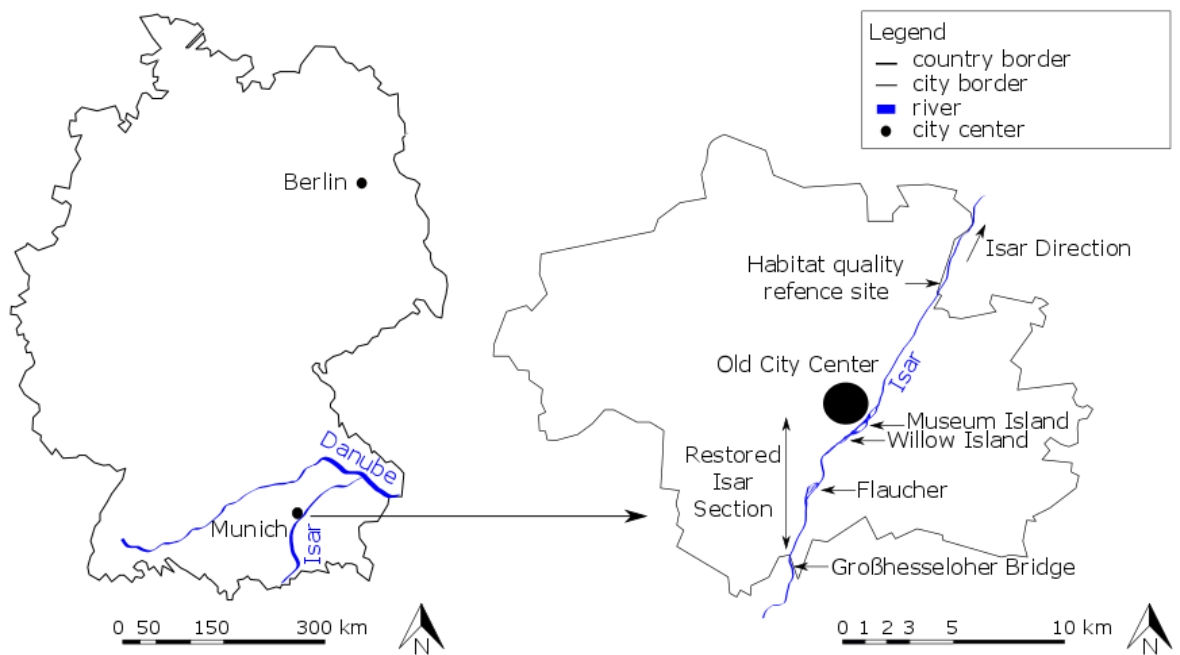 Legend
country border
city border
river
city center
Berlin
Danube
Munich
Isar
0 50 150 300 km
N
Isar Direction
Habitat quality
refence site
Old City Center
Isar
Museum Island
Willow Island
Restored
Isar
Section
Flaucher
Großhesseloher Bridge
0 1 2 3 5 10 km
N